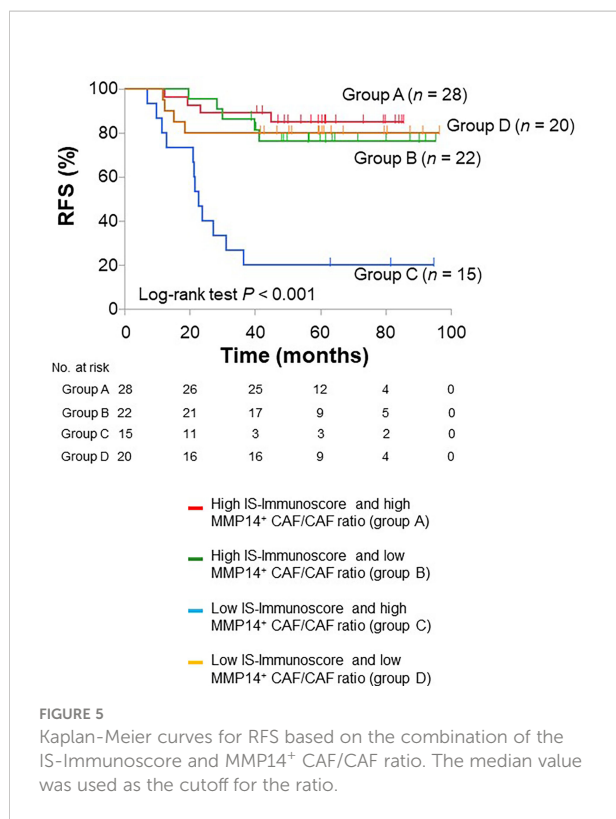 100
80
60
40
20
0
RFS (%)
Group A (n = 28)
Group D (n = 20)
Group B (n = 22)
Group C (n = 15)
Log-rank test P < 0.001
0 20 40 60 80 100
Time (months)
No. at risk
Group A 28 26 25 12 4 0
Group B 22 21 17 9 5 0
Group C 15 11 3 3 2 0
Group D 20 16 16 9 4 0
High IS-Immunoscore and high
MMP14⁺ CAF/CAF ratio (group A)
High IS-Immunoscore and low
MMP14⁺ CAF/CAF ratio (group B)
Low IS-Immunoscore and high
MMP14⁺ CAF/CAF ratio (group C)
Low IS-Immunoscore and low
MMP14⁺ CAF/CAF ratio (group D)
FIGURE 5
Kaplan-Meier curves for RFS based on the combination of the
IS-Immunoscore and MMP14⁺ CAF/CAF ratio. The median value
was used as the cutoff for the ratio.